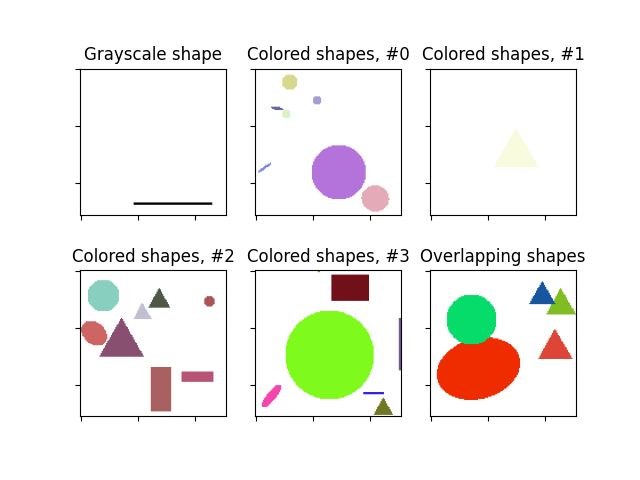 Grayscale shape
Colored shapes, #0
Colored shapes, #1
Colored shapes, #2
Colored shapes, #3
Overlapping shapes